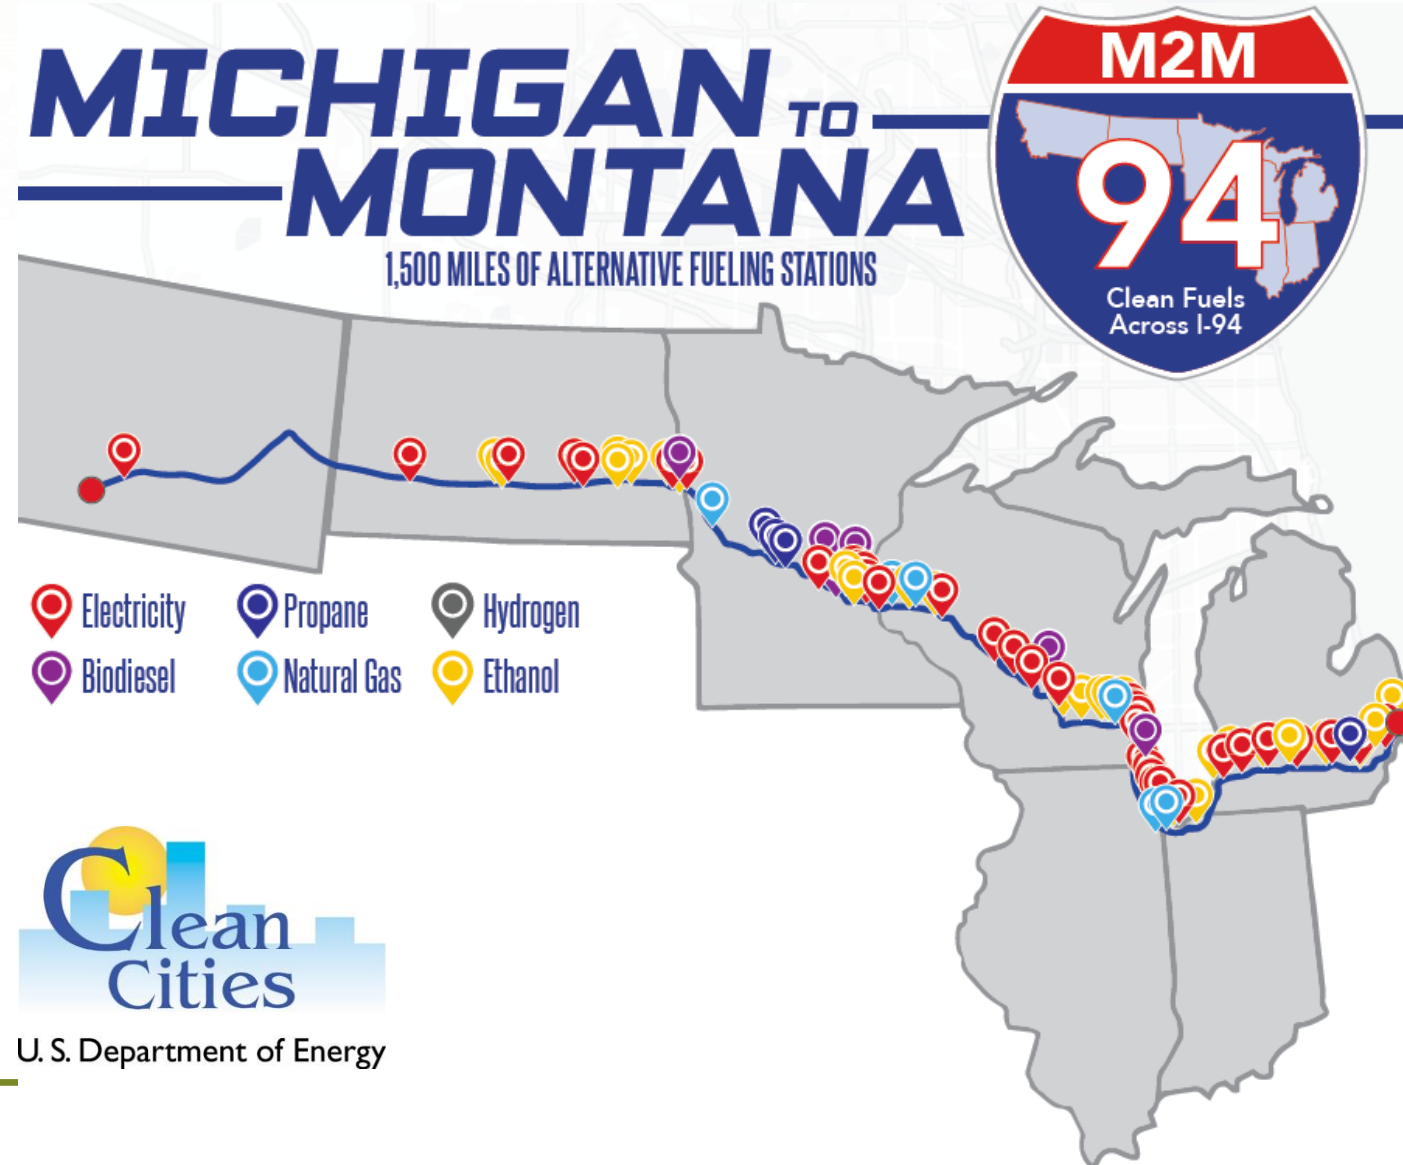 MICHIGAN TO
MONTANA
1,500 MILES OF ALTERNATIVE FUELING STATIONS
M2M
94
Clean Fuels
Across I-94
Electricity
Propane
Hydrogen
Biodiesel
Natural Gas
Ethanol
Clean
Cities
U. S. Department of Energy